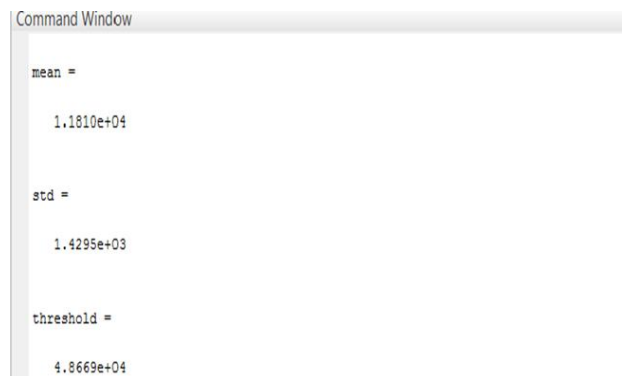 Command Window
mean =
1.1810e+04
std =
1.4295e+03
threshold =
4.8669e+04